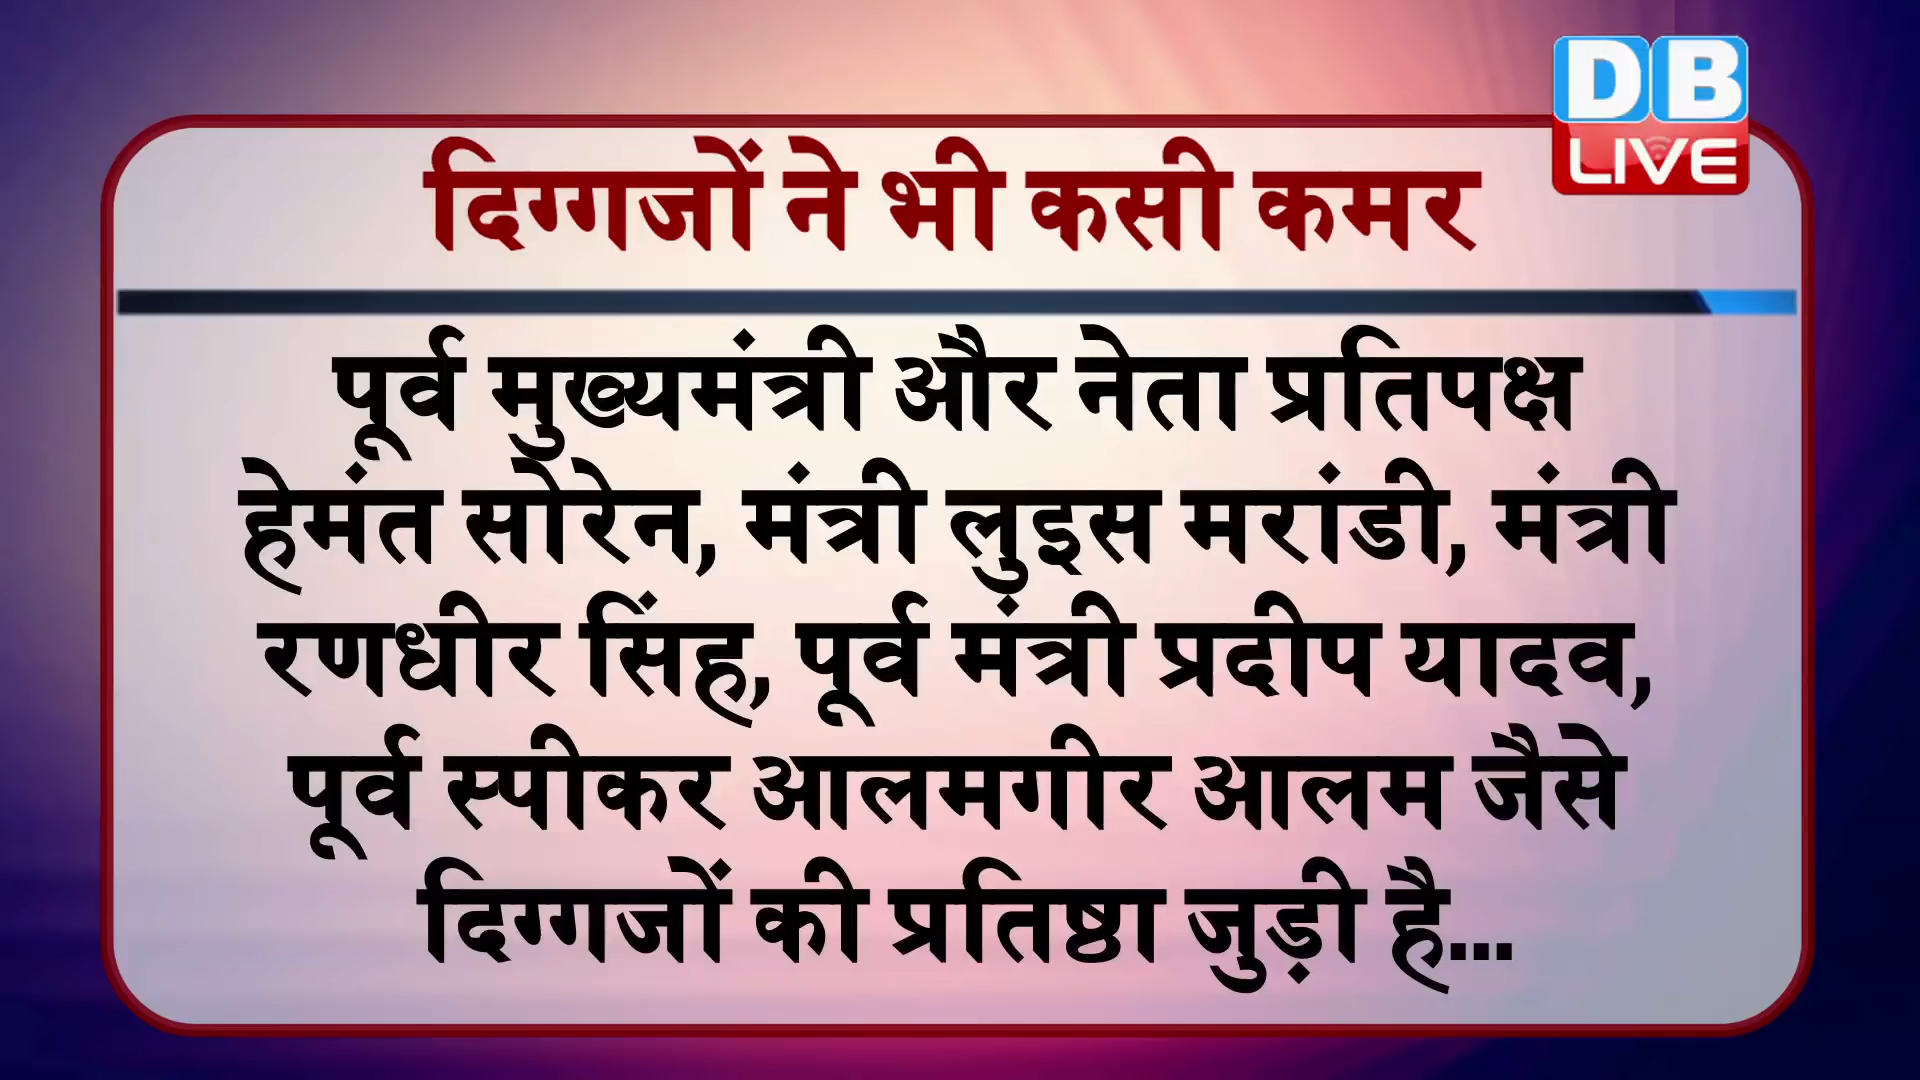 DB
LIVE
दिग्गजों ने भी कसी कमर
पूर्व मुख्यमंत्री और नेता प्रतिपक्ष
हेमंत सोरेन, मंत्री लुइस मरांडी, मंत्री
रणधीर सिंह, पूर्व मंत्री प्रदीप यादव,
पूर्व स्पीकर आलमगीर आलम जैसे
दिग्गजों की प्रतिष्ठा जुड़ी है...